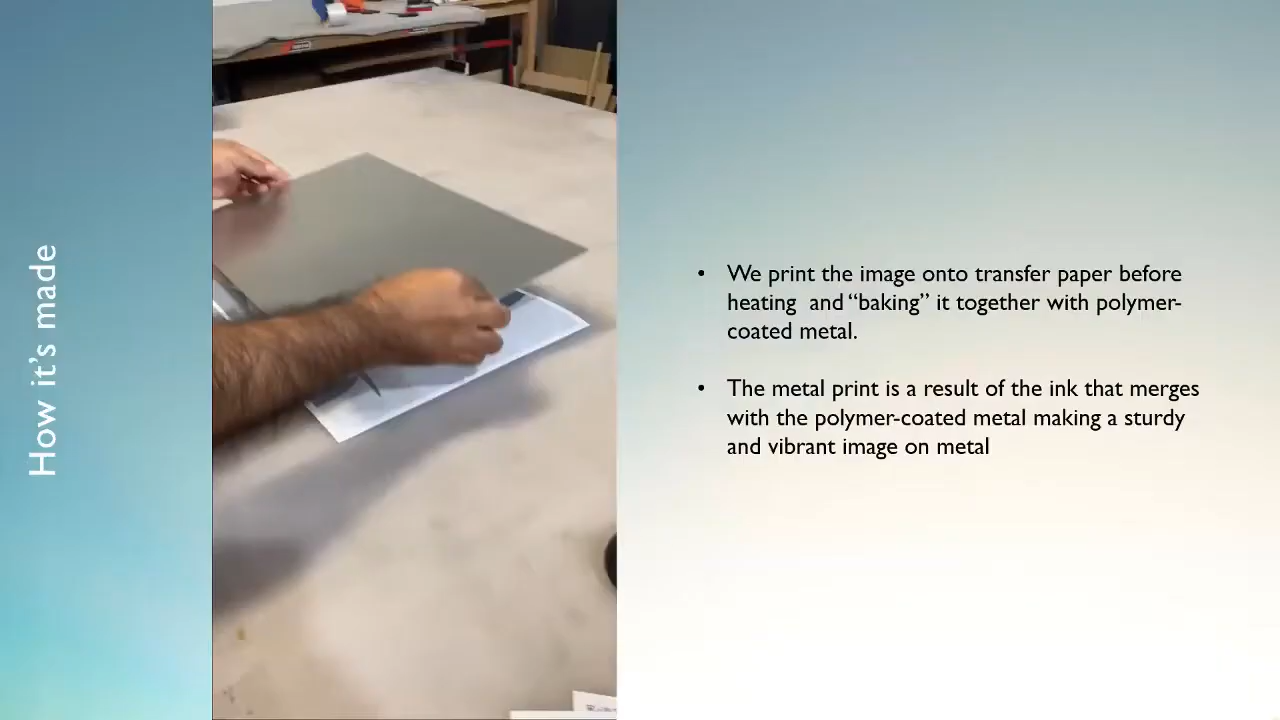 How it’s made
• We print the image onto transfer paper before
heating  and “baking” it together with polymer-
coated metal.
• The metal print is a result of the ink that merges
with the polymer-coated metal making a sturdy
and vibrant image on metal